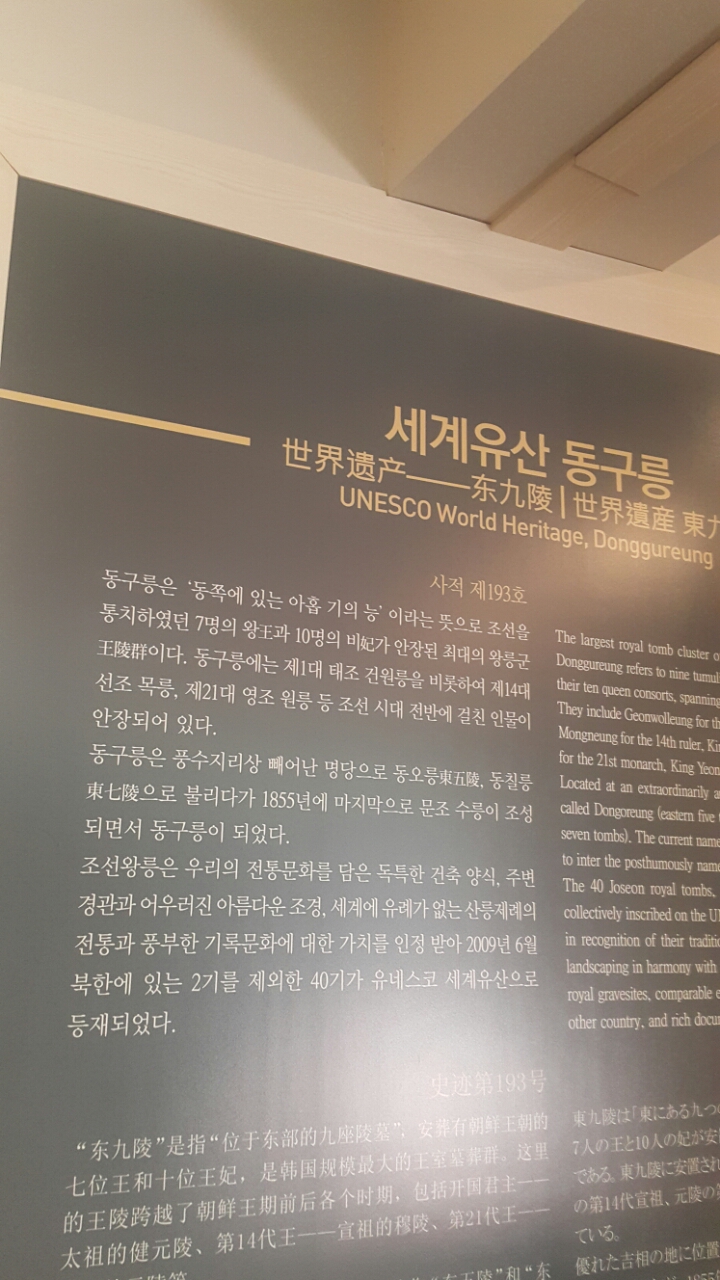 세계유산 동구릉
世界遗产——东九陵 | 世界遺産 東九
UNESCO World Heritage, Donggureung
사적 제193호
동구릉은 ‘동쪽에 있는 아홉 기의 능’ 이라는 뜻으로 조선을
통치하였던 7명의 왕王과 10명의 비妃가 안장된 최대의 왕릉군
王陵群이다. 동구릉에는 제1대 태조 건원릉을 비롯하여 제14대
선조 목릉, 제21대 영조 원릉 등 조선 시대 전반에 걸친 인물이
안장되어 있다.
동구릉은 풍수지리상 빼어난 명당으로 동오릉東五陵, 동칠릉
東七陵으로 불리다가 1855년에 마지막으로 문조 수릉이 조성
되면서 동구릉이 되었다.
조선왕릉은 우리의 전통문화를 담은 독특한 건축 양식, 주변
경관과 어우러진 아름다운 조경, 세계에 유례가 없는 산릉제례의
전통과 풍부한 기록문화에 대한 가치를 인정 받아 2009년 6월
북한에 있는 2기를 제외한 40기가 유네스코 세계유산으로
등재되었다.
The largest royal tomb cluster
Donggureung refers to nine tumuli
their ten queen consorts, spanning
They include Geonwolleung for th
Mongneung for the 14th ruler, Ki
for the 21st monarch, King Yeon
Located at an extraordinarily
called Dongoreung (eastern five
seven tombs). The current name
to inter the posthumously name
The 40 Joseon royal tombs,
collectively inscribed on the U
in recognition of their traditi
landscaping in harmony with
royal gravesites, comparable
other country, and rich docu
史迹第193号
“东九陵”是指“位于东部的九座陵墓”，安葬有朝鲜王朝的
七位王和十位王妃，是韩国规模最大的王室墓葬群。这里
的王陵跨越了朝鲜王期前后各个时期，包括开国君主——
太祖的健元陵、第14代王——宣祖的穆陵、第21代王——
東九陵は「東にある九つ
7人の王と10人の妃が安
である。東九陵に安置され
の第14代宣祖、元陵の
ている。
優れた吉相の地に位置